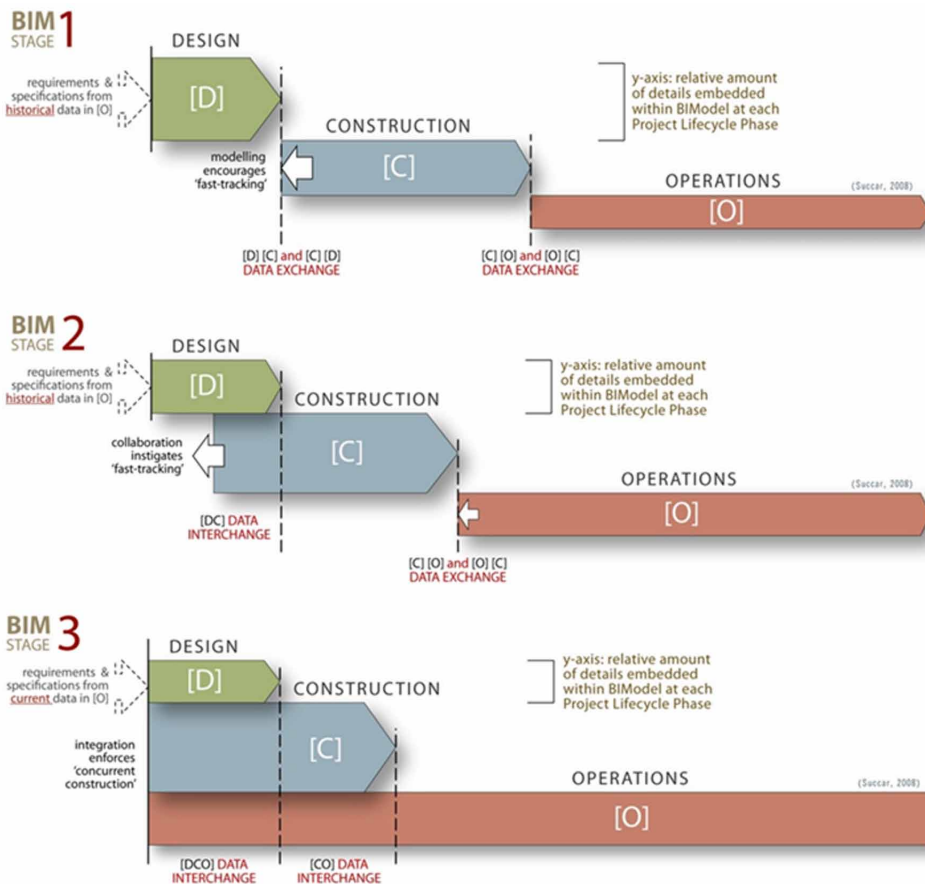 BIM
STAGE 1
DESIGN
requirements &
specifications from
historical data in [O]
[D]
y-axis: relative amount
of details embedded
within BIModel at each
Project Lifecycle Phase
CONSTRUCTION
modelling
encourages
'fast-tracking'
[C]
OPERATIONS
(Succar, 2008)
[O]
[D] [C] and [C] [D]
DATA EXCHANGE
[C] [O] and [O] [C]
DATA EXCHANGE
BIM
STAGE 2
DESIGN
requirements &
specifications from
historical data in [O]
[D]
y-axis: relative amount
of details embedded
within BIModel at each
Project Lifecycle Phase
CONSTRUCTION
collaboration
instigates
'fast-tracking'
[C]
OPERATIONS
(Succar, 2008)
[O]
[DC] DATA
INTERCHANGE
[C] [O] and [O] [C]
DATA EXCHANGE
BIM
STAGE 3
DESIGN
requirements &
specifications from
current data in [O]
[D]
y-axis: relative amount
of details embedded
within BIModel at each
Project Lifecycle Phase
CONSTRUCTION
integration
enforces
'concurrent
construction'
[C]
OPERATIONS
(Succar, 2008)
[O]
[DCO] DATA
INTERCHANGE
[CO] DATA
INTERCHANGE